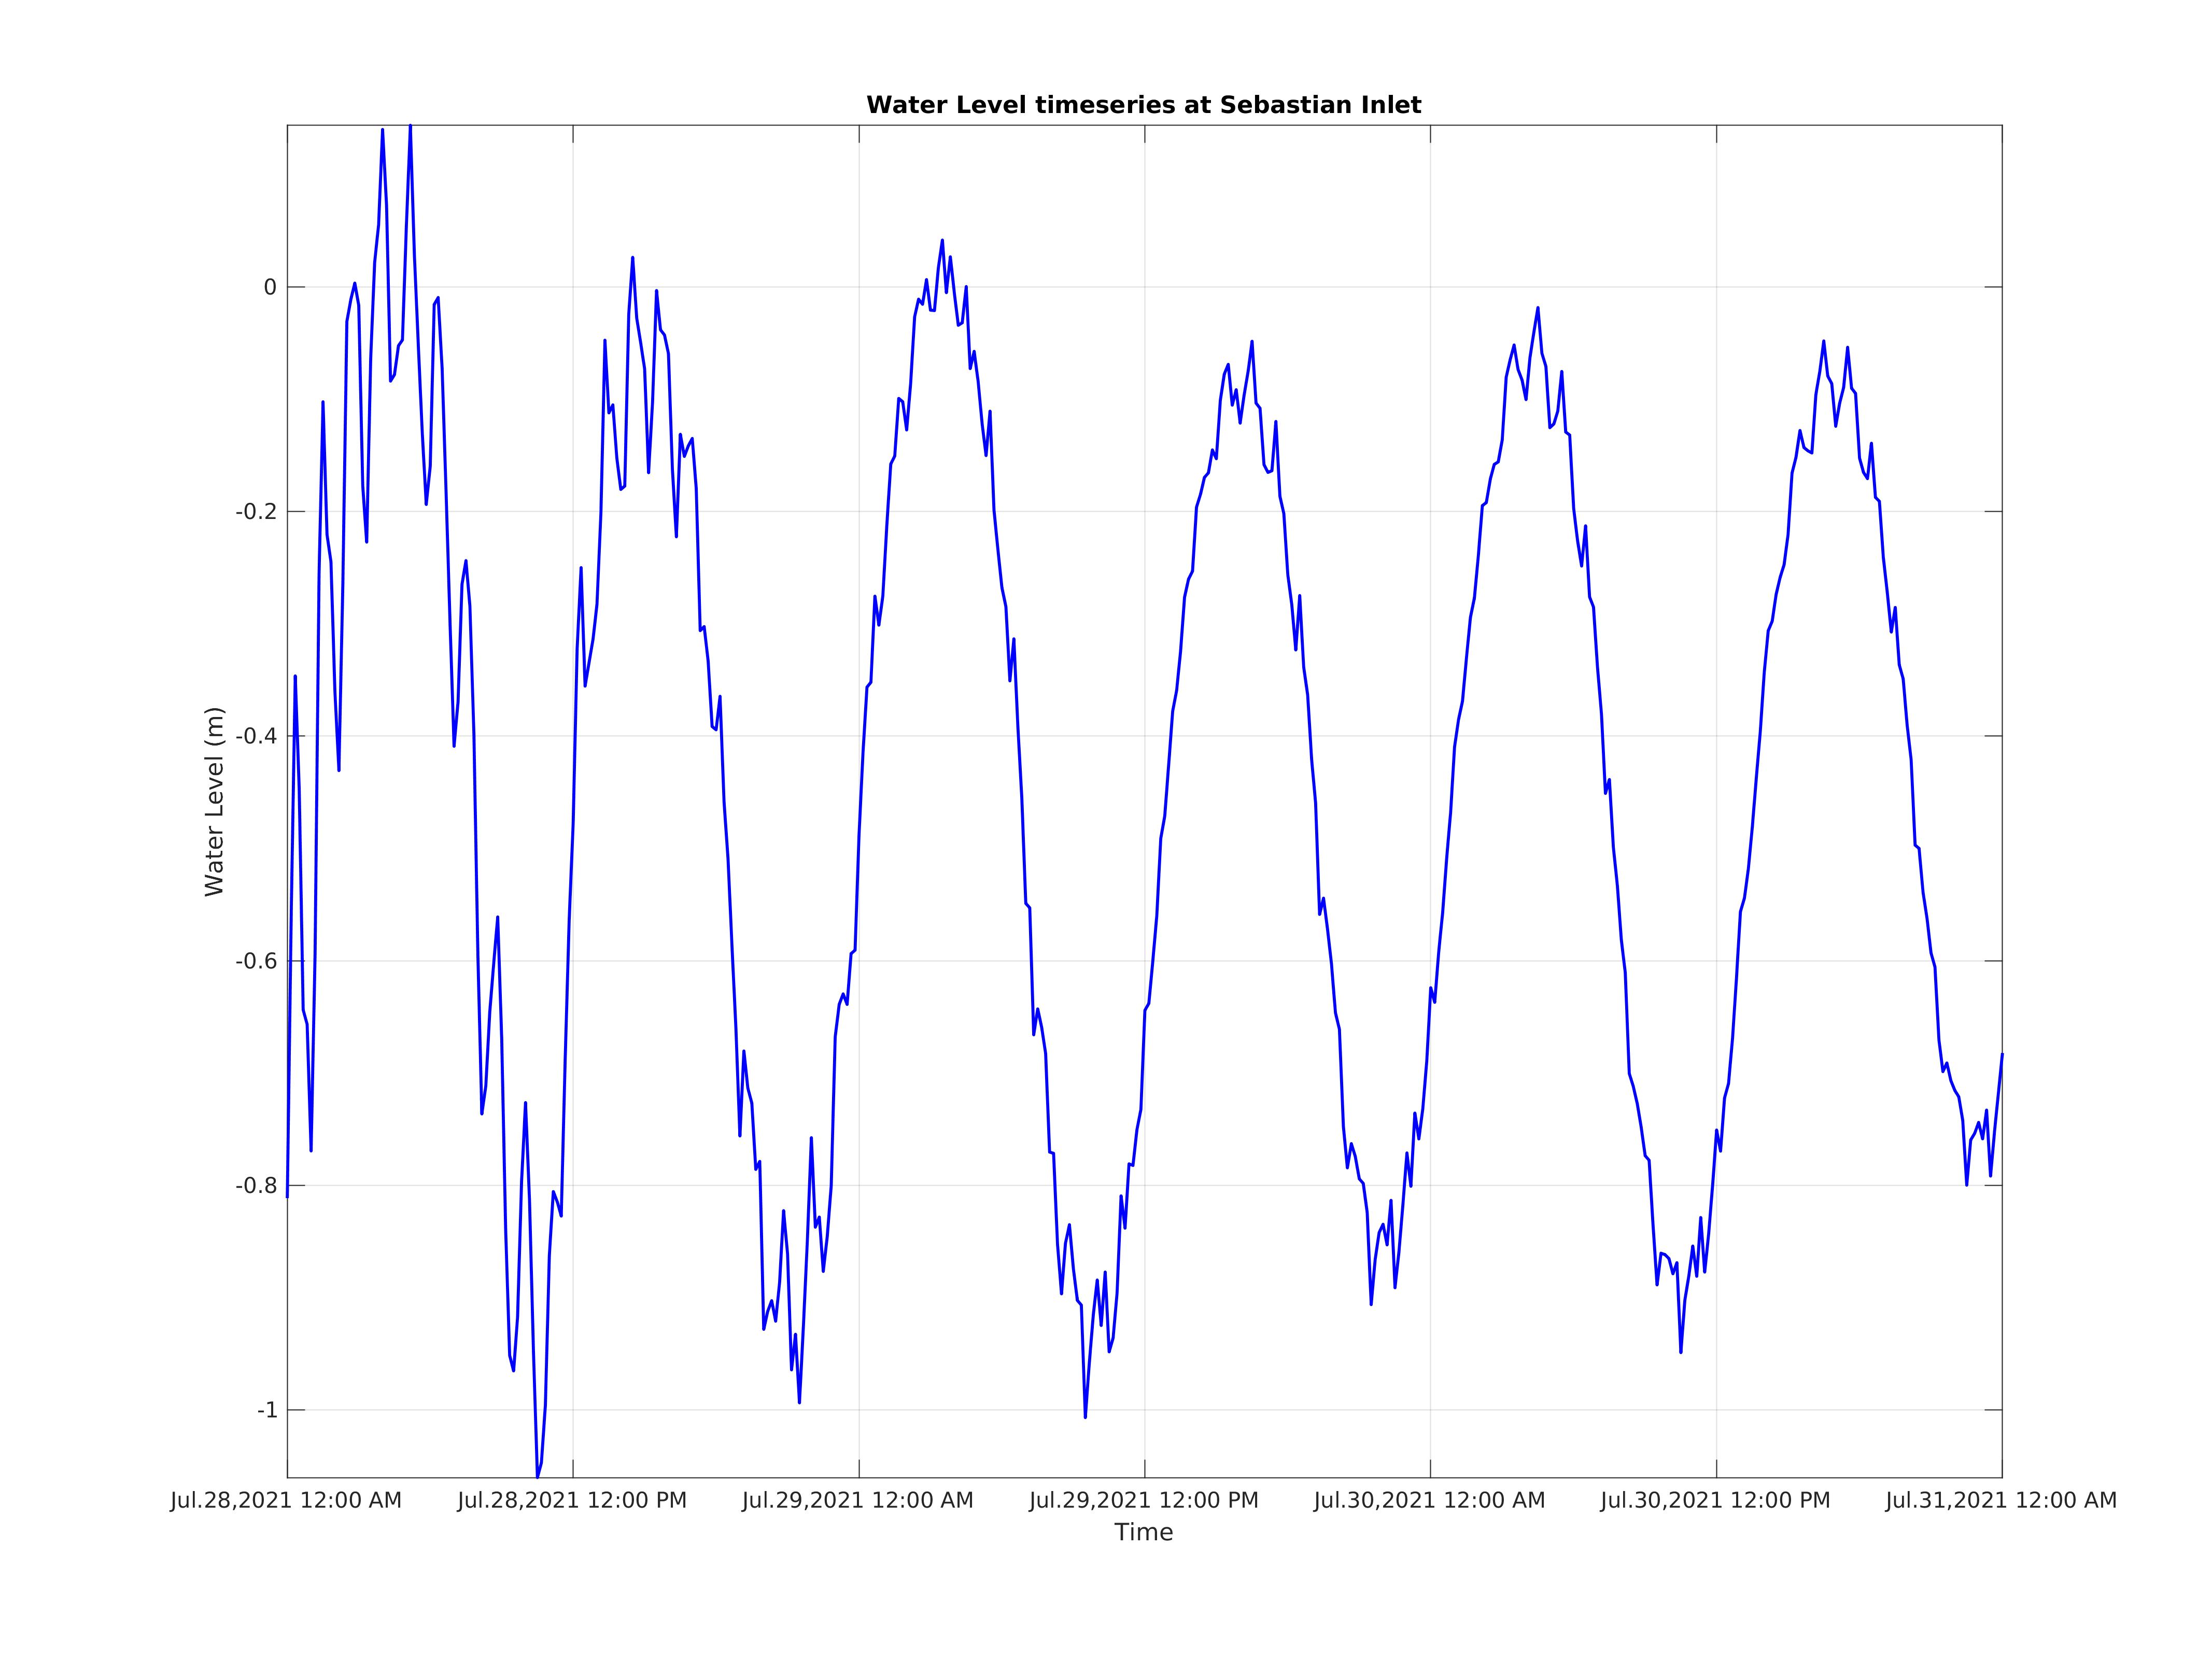 Water Level timeseries at Sebastian Inlet
0
-0.2
-0.4
-0.6
-0.8
-1
Water Level (m)
Jul.28,2021 12:00 AM
Jul.28,2021 12:00 PM
Jul.29,2021 12:00 AM
Jul.29,2021 12:00 PM
Jul.30,2021 12:00 AM
Jul.30,2021 12:00 PM
Jul.31,2021 12:00 AM
Time